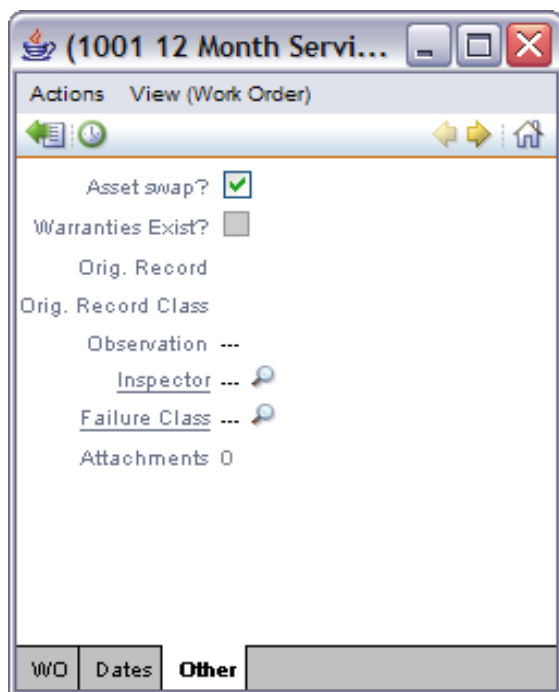 (1001 12 Month Servi...
Actions View (Work Order)
Asset swap?
Warranties Exist?
Orig. Record
Orig. Record Class
Observation ---
Inspector ---
Failure Class ---
Attachments 0
WO Dates Other